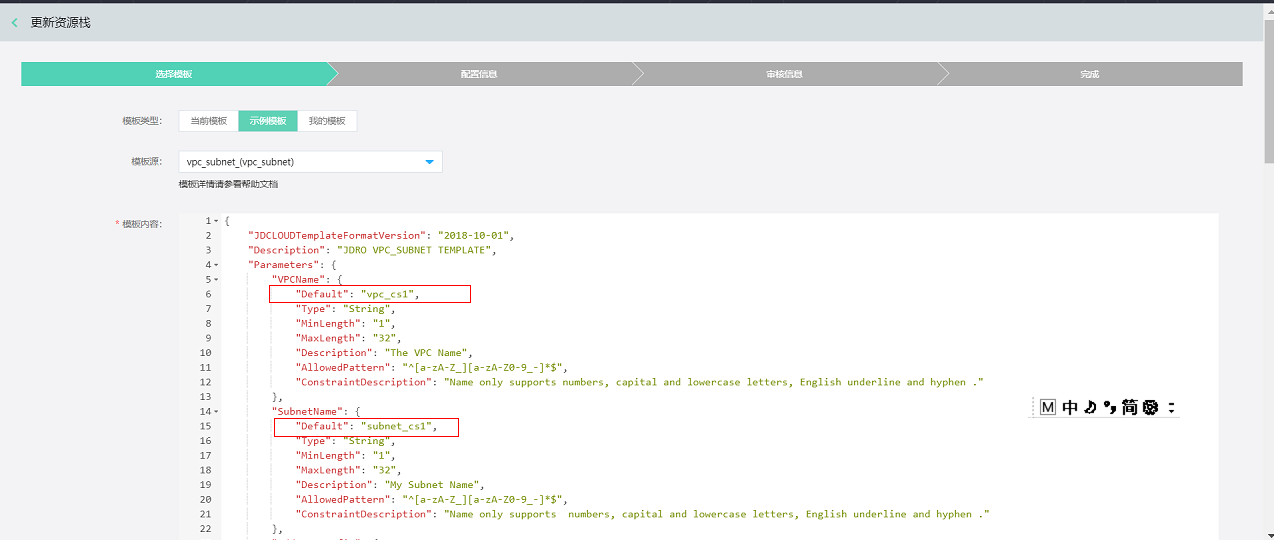 更新资源栈
选择模板
配置信息
审核信息
完成
模板类型: 当前模板 示例模板 我的模板
模板源: vpc_subnet_(vpc_subnet)
模板详情请参看帮助文档
* 模板内容:
1 {
2 "JDCLOUDTemplateFormatVersion": "2018-10-01",
3 "Description": "JDRO VPC_SUBNET TEMPLATE",
4 "Parameters": {
5 "VPCName": {
6 "Default": "vpc_cs1",
7 "Type": "String",
8 "MinLength": "1",
9 "MaxLength": "32",
10 "Description": "The VPC Name",
11 "AllowedPattern": "^[a-zA-Z_][a-zA-Z0-9_-]*$",
12 "ConstraintDescription": "Name only supports numbers, capital and lowercase letters, English underline and hyphen ."
13 },
14 "SubnetName": {
15 "Default": "subnet_cs1",
16 "Type": "String",
17 "MinLength": "1",
18 "MaxLength": "32",
19 "Description": "My Subnet Name",
20 "AllowedPattern": "^[a-zA-Z_][a-zA-Z0-9_-]*$",
21 "ConstraintDescription": "Name only supports  numbers, capital and lowercase letters, English underline and hyphen ."
22 },
M 中 简